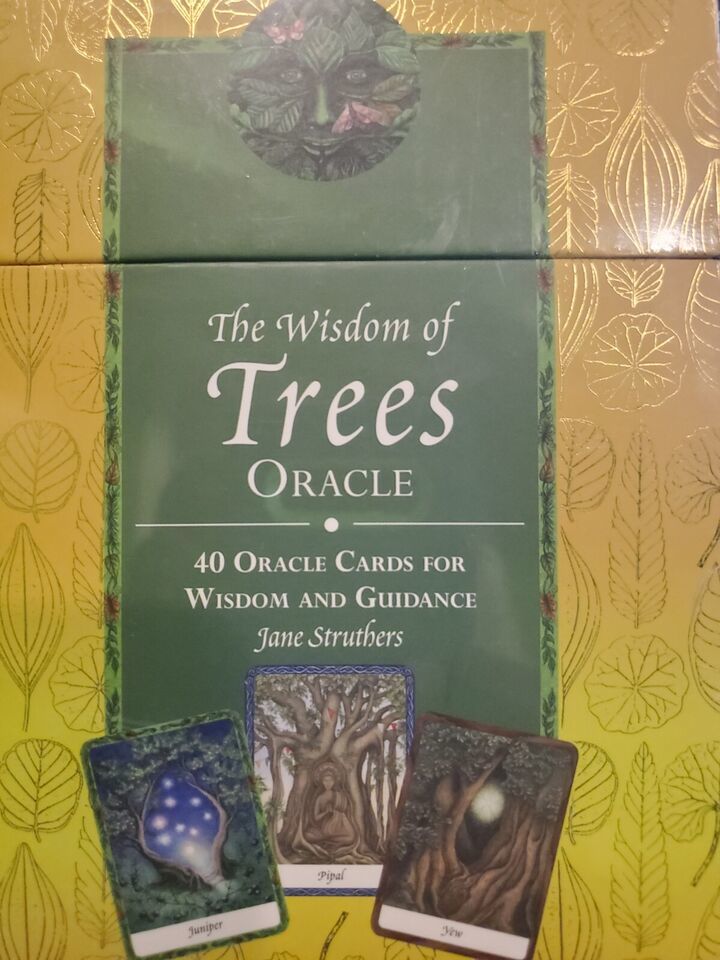 The Wisdom of
Trees
ORACLE
40 ORACLE CARDS FOR
WISDOM AND GUIDANCE
Jane Struthers
Pipal
Juniper
Yew